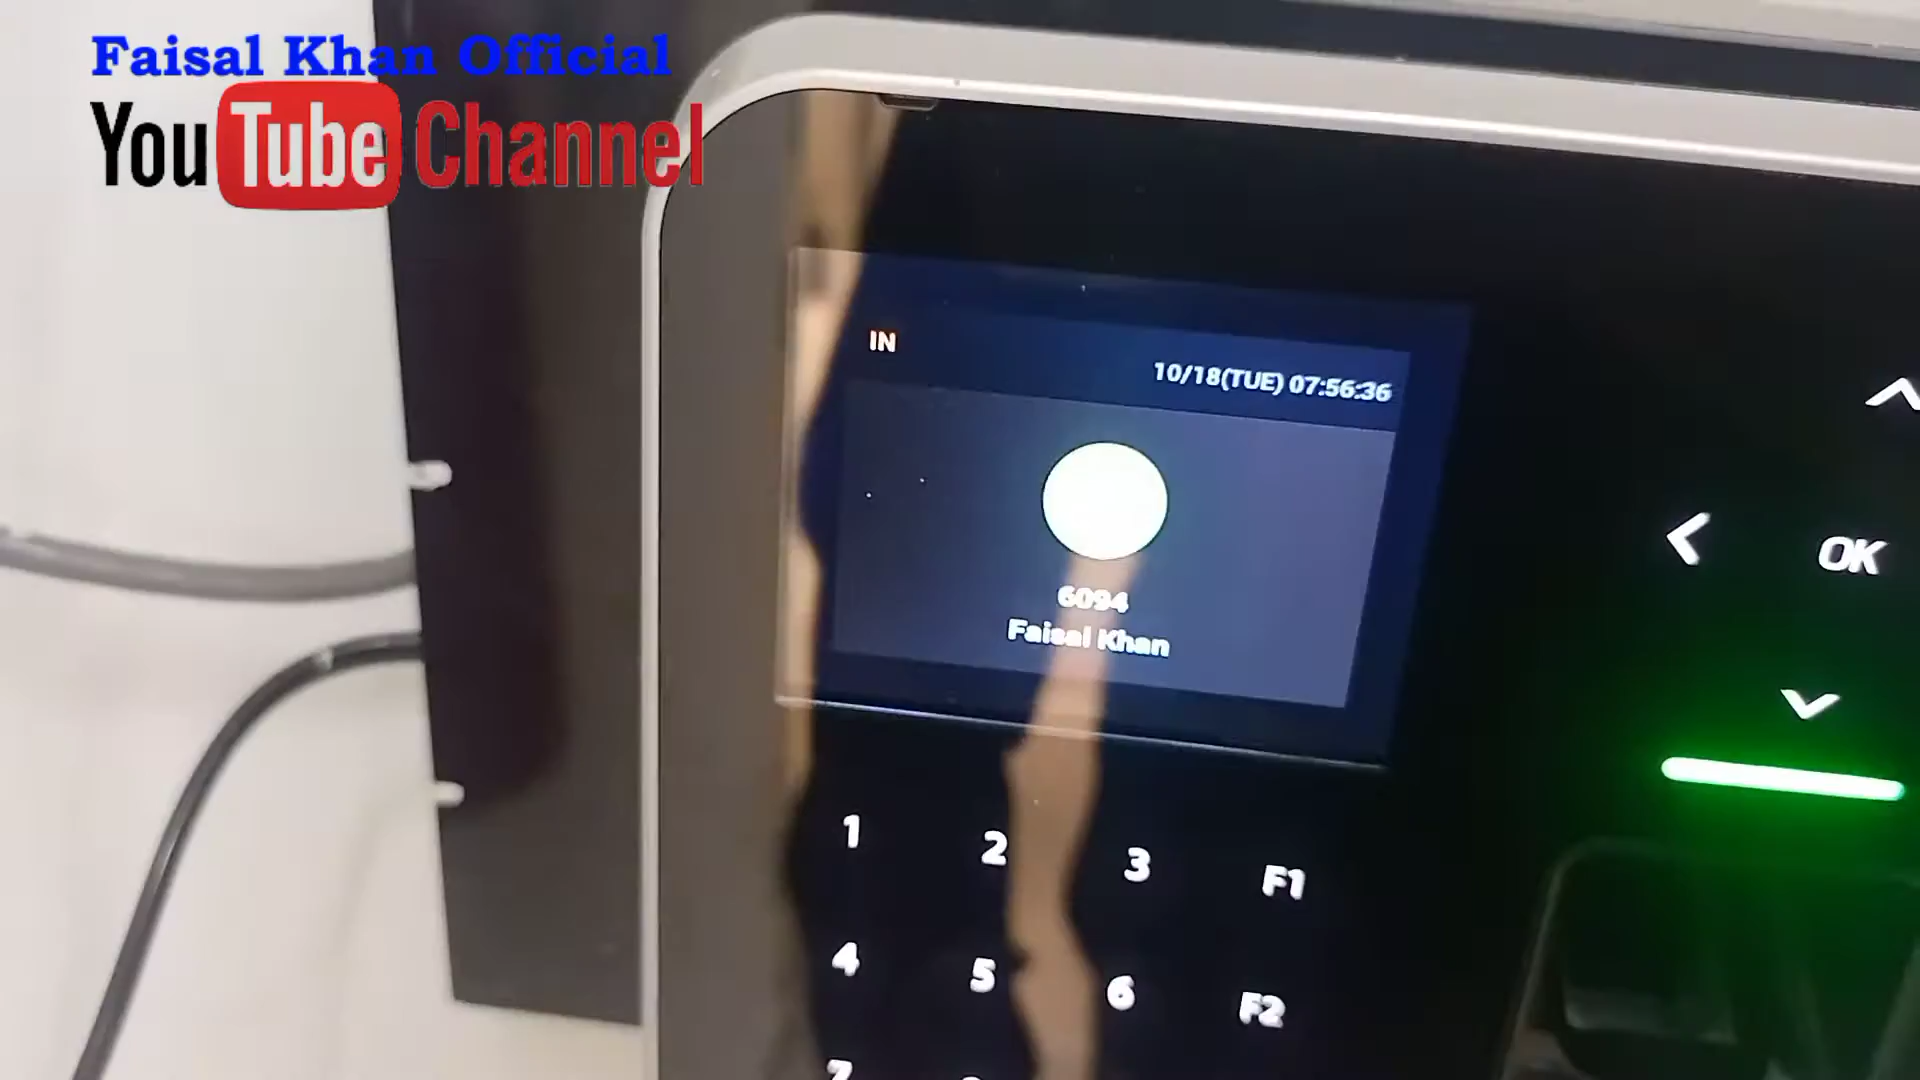 Faisal Khan Official
YouTube Channel
IN
10/18(TUE) 07:56:36
6094
Faisal Khan
OK
1 2 3 F1
4 5 6 F2
7